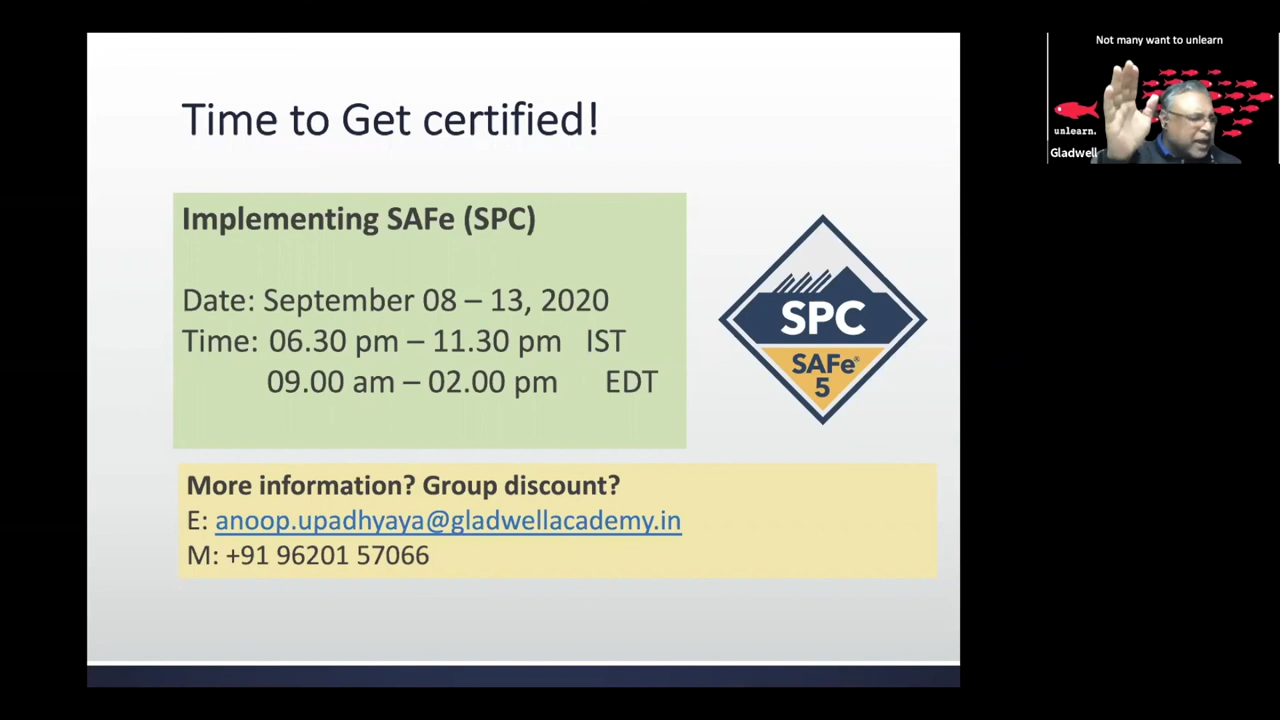 Time to Get certified!
Implementing SAFe (SPC)
Date: September 08 – 13, 2020
Time: 06.30 pm – 11.30 pm IST
09.00 am – 02.00 pm EDT
SPC
SAFe®
5
More information? Group discount?
E: anoop.upadhyaya@gladwellacademy.in
M: +91 96201 57066
Not many want to unlearn
unlearn.
Gladwell